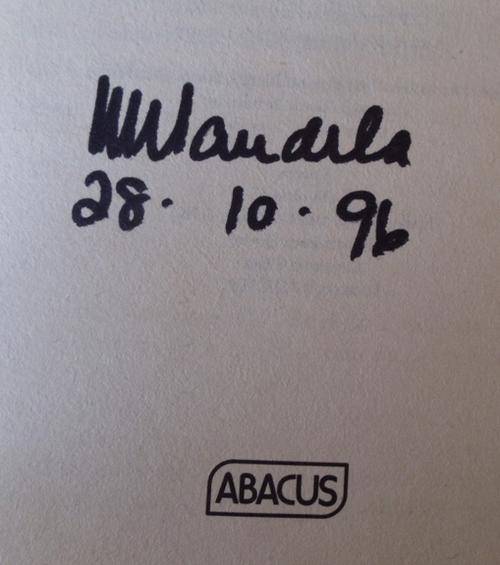 NMandela
28. 10. 96
ABACUS